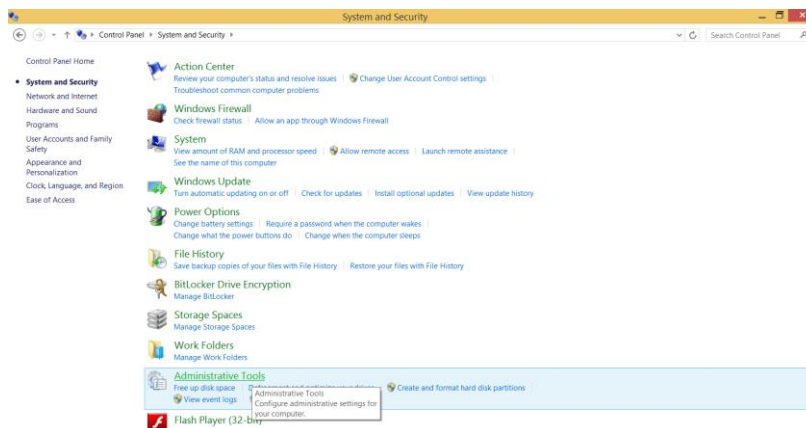 System and Security
Control Panel ▸ System and Security ▸
Search Control Panel
Control Panel Home
System and Security
Network and Internet
Hardware and Sound
Programs
User Accounts and Family
Safety
Appearance and
Personalization
Clock, Language, and Region
Ease of Access
Action Center
Review your computer's status and resolve issues | Change User Account Control settings |
Troubleshoot common computer problems
Windows Firewall
Check firewall status | Allow an app through Windows Firewall
System
View amount of RAM and processor speed | Allow remote access | Launch remote assistance |
See the name of this computer
Windows Update
Turn automatic updating on or off | Check for updates | Install optional updates | View update history
Power Options
Change battery settings | Require a password when the computer wakes |
Change what the power buttons do | Change when the computer sleeps
File History
Save backup copies of your files with File History | Restore your files with File History
BitLocker Drive Encryption
Manage BitLocker
Storage Spaces
Manage Storage Spaces
Work Folders
Manage Work Folders
Administrative Tools
Free up disk space | Create and format hard disk partitions |
View event logs
Administrative Tools
Configure administrative settings for
your computer.
Flash Player (32-bit)